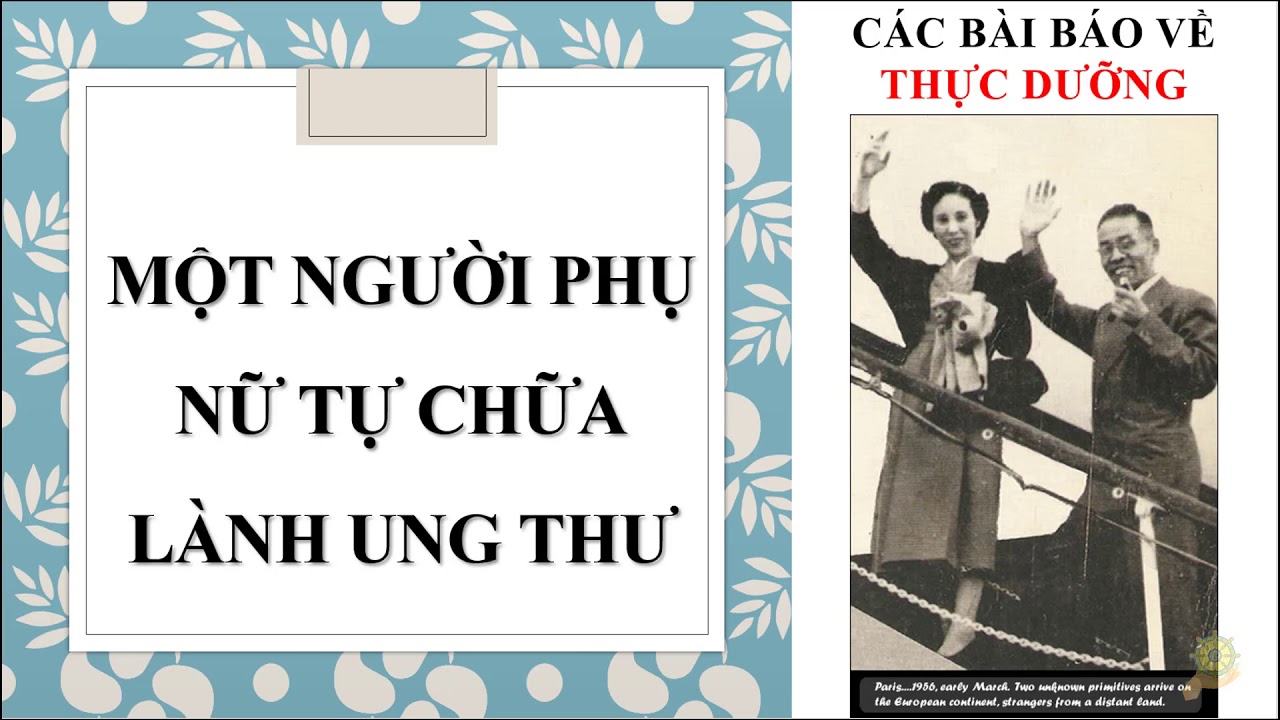 CÁC BÀI BÁO VỀ
THỰC DƯỠNG
MỘT NGƯỜI PHỤ
NỮ TỰ CHỮA
LÀNH UNG THƯ
Paris....1956, early March. Two unknown primitives arrive on
the European continent, strangers from a distant land.